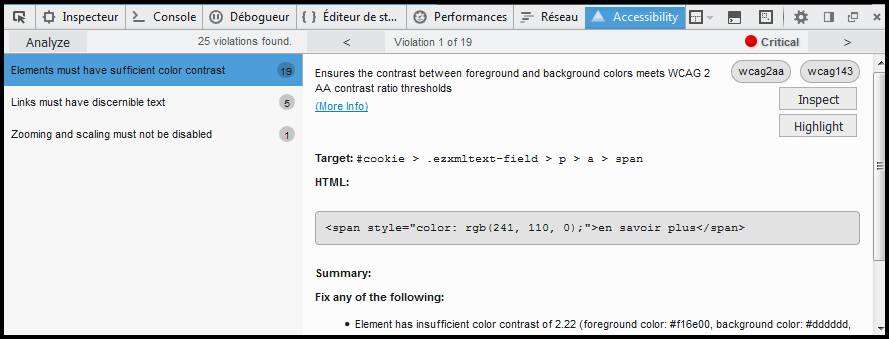 Inspecteur Console Débogueur Éditeur de st... Performances Réseau Accessibility
Analyze 25 violations found. < Violation 1 of 19 Critical >
Elements must have sufficient color contrast 19
Links must have discernible text 5
Zooming and scaling must not be disabled 1
Ensures the contrast between foreground and background colors meets WCAG 2
AA contrast ratio thresholds
(More Info)
wcag2aa wcag143
Inspect
Highlight
Target: #cookie > .ezxmltext-field > p > a > span
HTML:
<span style="color: rgb(241, 110, 0);">en savoir plus</span>
Summary:
Fix any of the following:
• Element has insufficient color contrast of 2.22 (foreground color: #f16e00, background color: #dddddd,